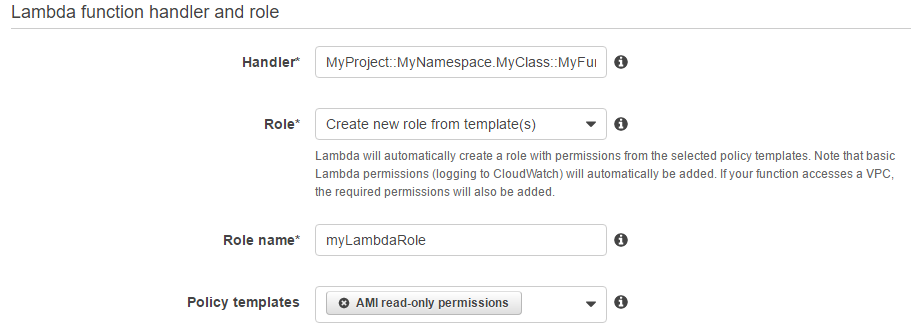 Lambda function handler and role
Handler*
MyProject::MyNamespace.MyClass::MyFu
Role*
Create new role from template(s)
Lambda will automatically create a role with permissions from the selected policy templates. Note that basic
Lambda permissions (logging to CloudWatch) will automatically be added. If your function accesses a VPC,
the required permissions will also be added.
Role name*
myLambdaRole
Policy templates
AMI read-only permissions